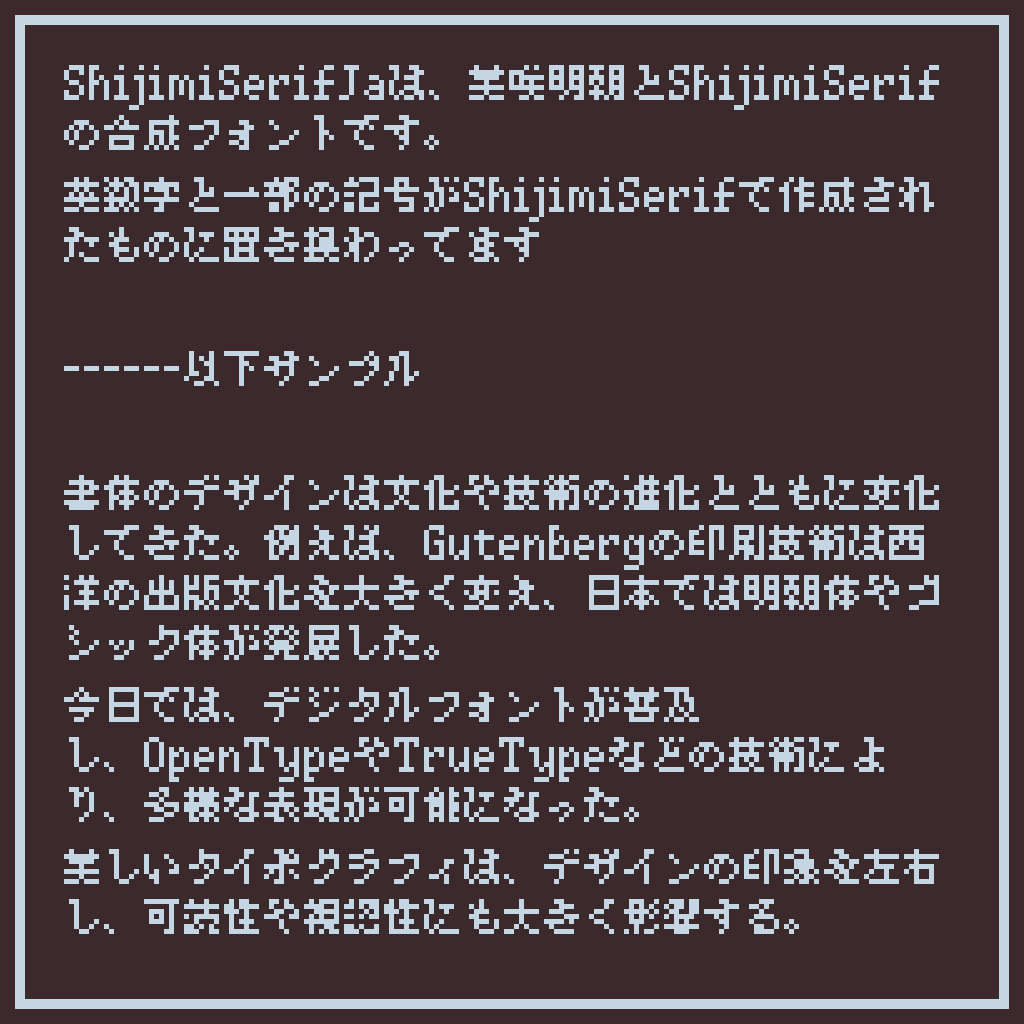 ShijimiSerifJaは、美咲明朝とShijimiSerif
の合成フォントです。
英数字と一部の記号がShijimiSerifで作成され
たものに置き換わってます
------以下サンプル
書体のデザインは文化や技術の進化とともに変化
してきた。例えば、Gutenbergの印刷技術は西
洋の出版文化を大きく変え、日本では明朝体やゴ
シック体が発展した。
今日では、デジタルフォントが普及
し、OpenTypeやTrueTypeなどの技術によ
り、多様な表現が可能になった。
美しいタイポグラフィは、デザインの印象を左右
し、可読性や視認性にも大きく影響する。